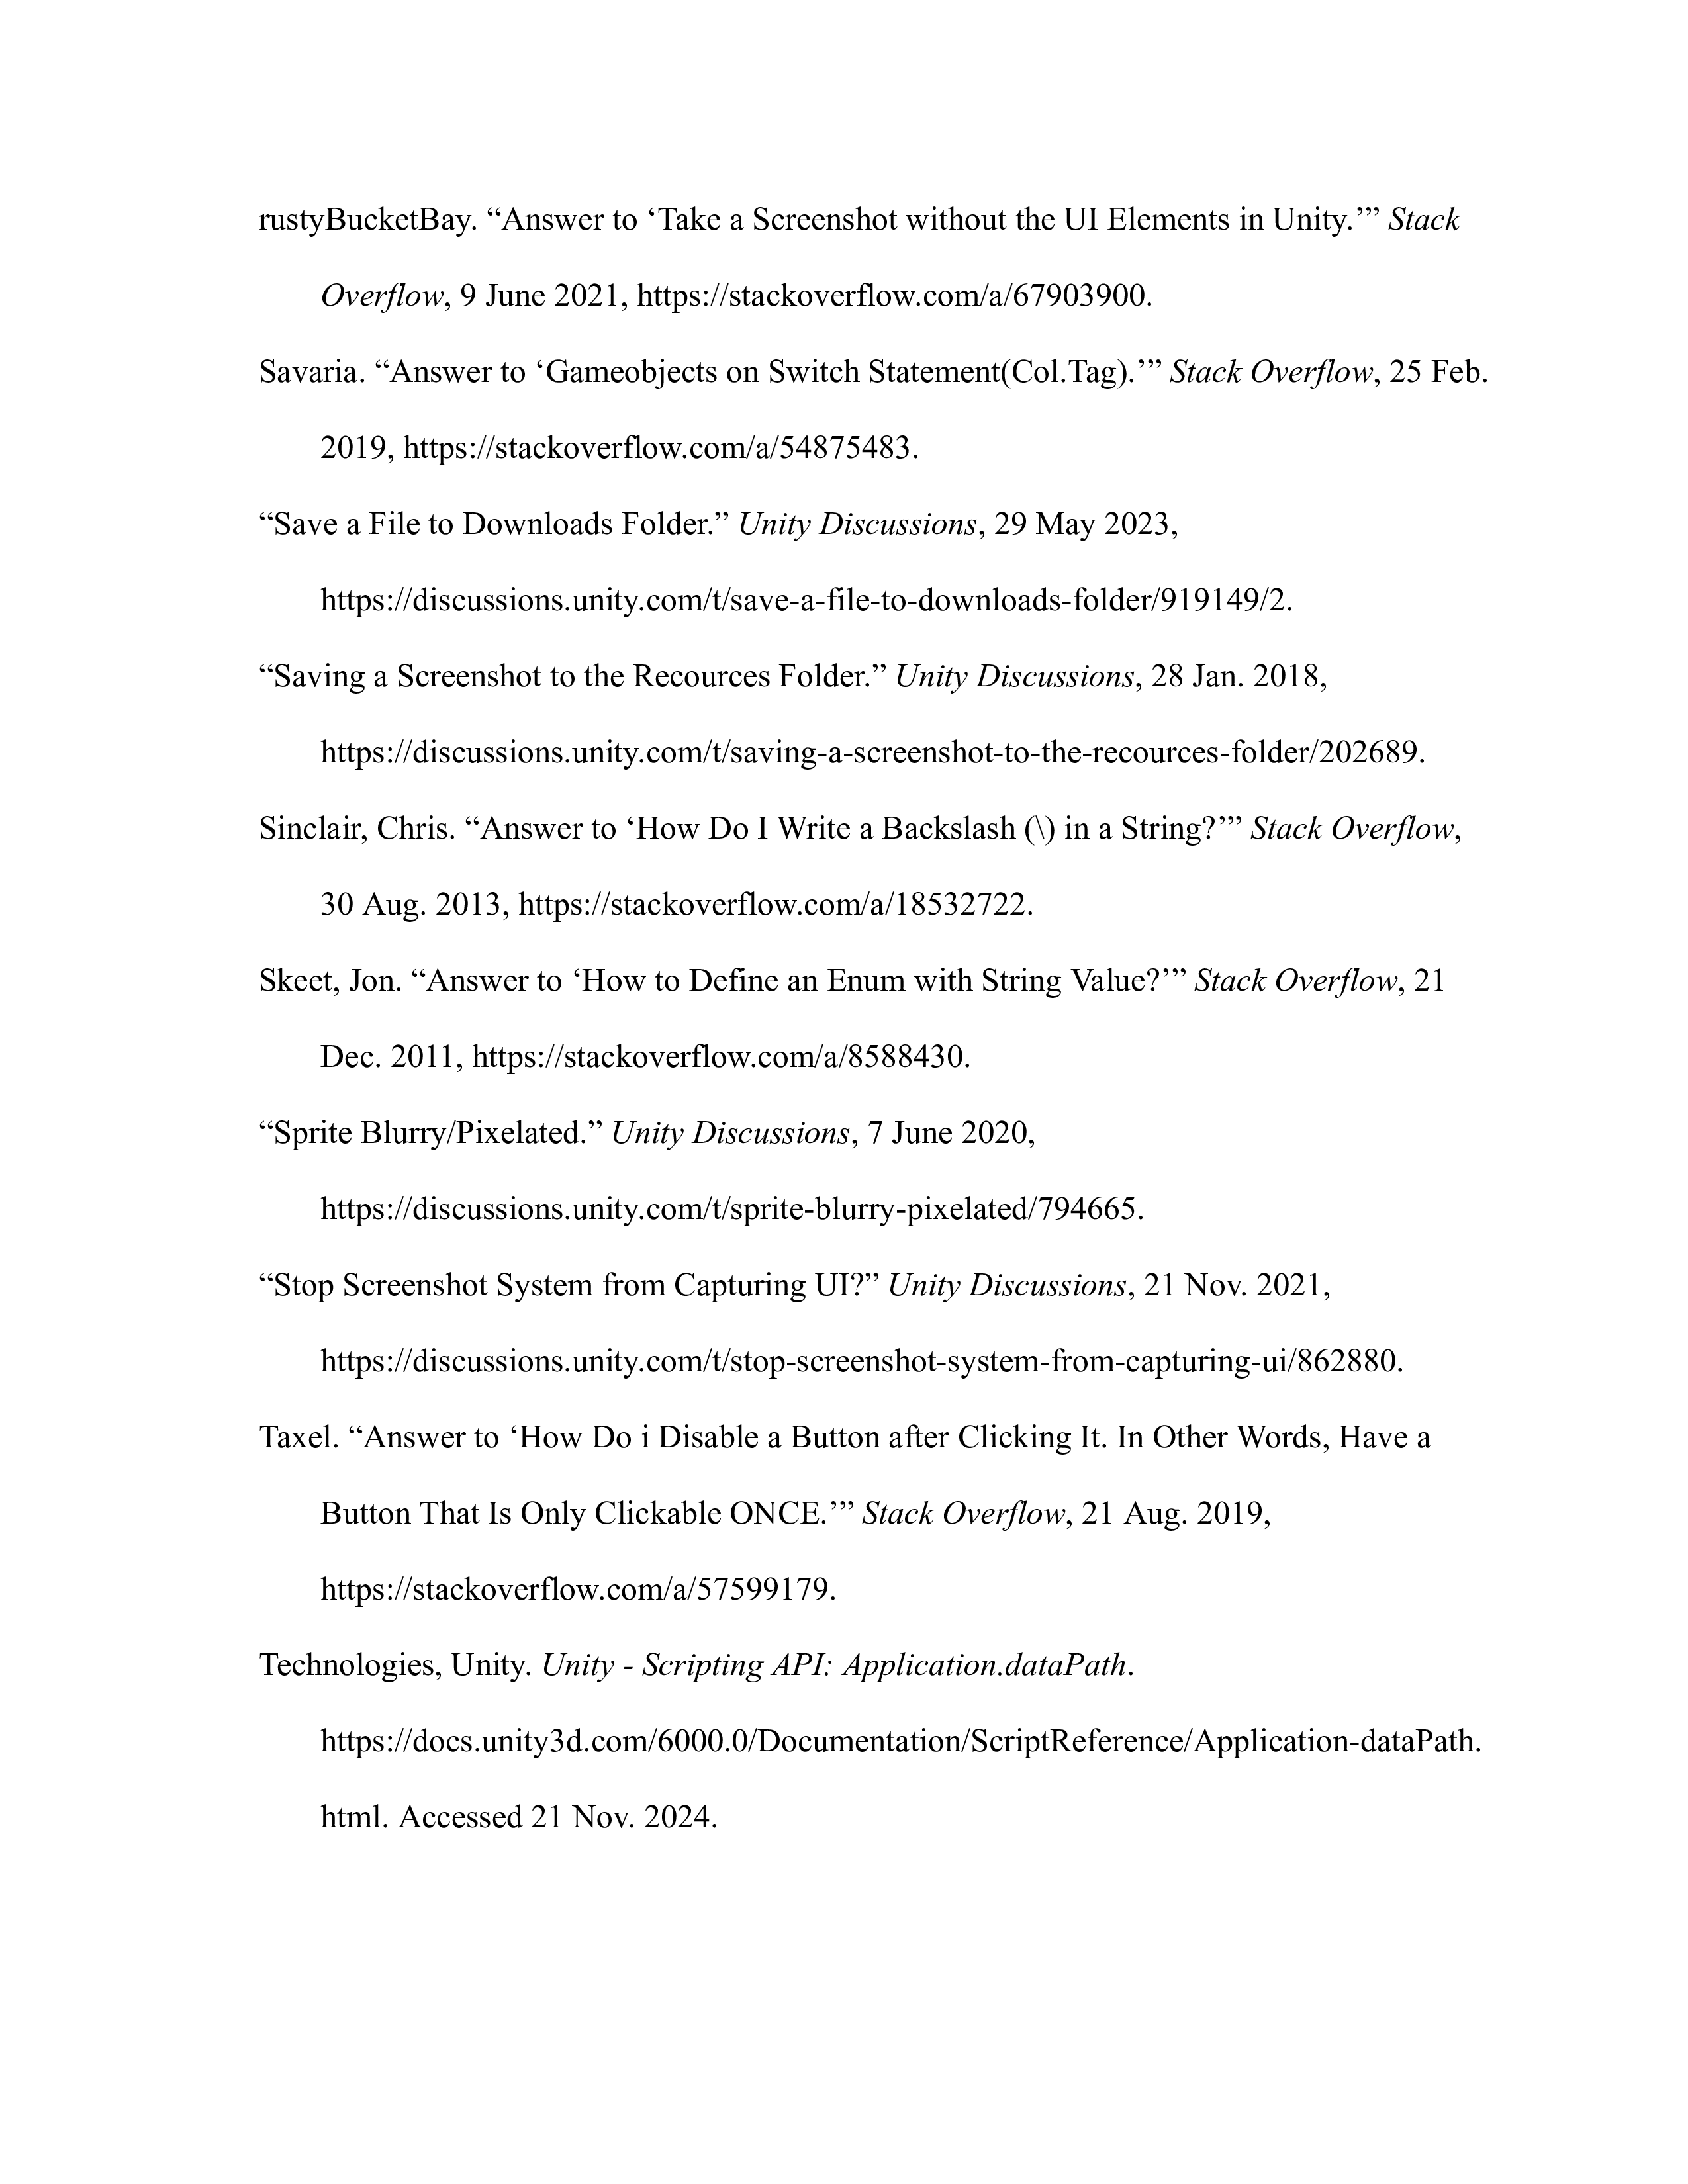 rustyBucketBay. “Answer to ‘Take a Screenshot without the UI Elements in Unity.’” Stack
Overflow, 9 June 2021, https://stackoverflow.com/a/67903900.
Savaria. “Answer to ‘Gameobjects on Switch Statement(Col.Tag).’” Stack Overflow, 25 Feb.
2019, https://stackoverflow.com/a/54875483.
“Save a File to Downloads Folder.” Unity Discussions, 29 May 2023,
https://discussions.unity.com/t/save-a-file-to-downloads-folder/919149/2.
“Saving a Screenshot to the Recources Folder.” Unity Discussions, 28 Jan. 2018,
https://discussions.unity.com/t/saving-a-screenshot-to-the-recources-folder/202689.
Sinclair, Chris. “Answer to ‘How Do I Write a Backslash (\) in a String?’” Stack Overflow,
30 Aug. 2013, https://stackoverflow.com/a/18532722.
Skeet, Jon. “Answer to ‘How to Define an Enum with String Value?’” Stack Overflow, 21
Dec. 2011, https://stackoverflow.com/a/8588430.
“Sprite Blurry/Pixelated.” Unity Discussions, 7 June 2020,
https://discussions.unity.com/t/sprite-blurry-pixelated/794665.
“Stop Screenshot System from Capturing UI?” Unity Discussions, 21 Nov. 2021,
https://discussions.unity.com/t/stop-screenshot-system-from-capturing-ui/862880.
Taxel. “Answer to ‘How Do i Disable a Button after Clicking It. In Other Words, Have a
Button That Is Only Clickable ONCE.’” Stack Overflow, 21 Aug. 2019,
https://stackoverflow.com/a/57599179.
Technologies, Unity. Unity - Scripting API: Application.dataPath.
https://docs.unity3d.com/6000.0/Documentation/ScriptReference/Application-dataPath.
html. Accessed 21 Nov. 2024.